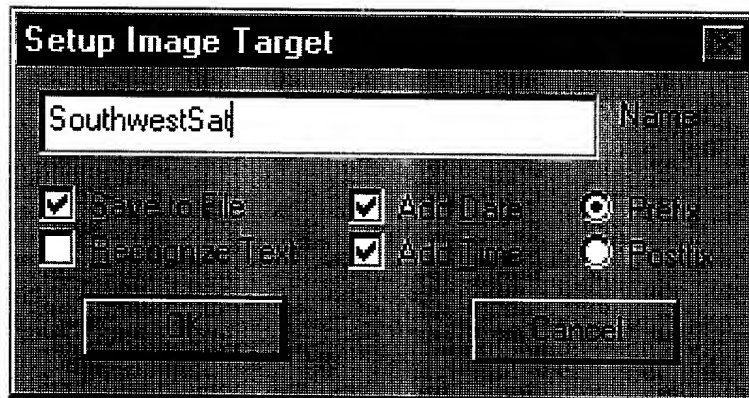 Setup Image Target
SouthwestSat Name
Save to File Add Date Prefix
Recognize Text Add Time Postfix
OK Cancel